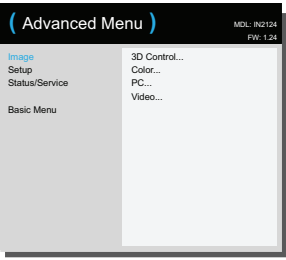 ( Advanced Menu )
MDL: IN2124
FW: 1.24
Image
Setup
Status/Service
Basic Menu
3D Control...
Color...
PC...
Video...